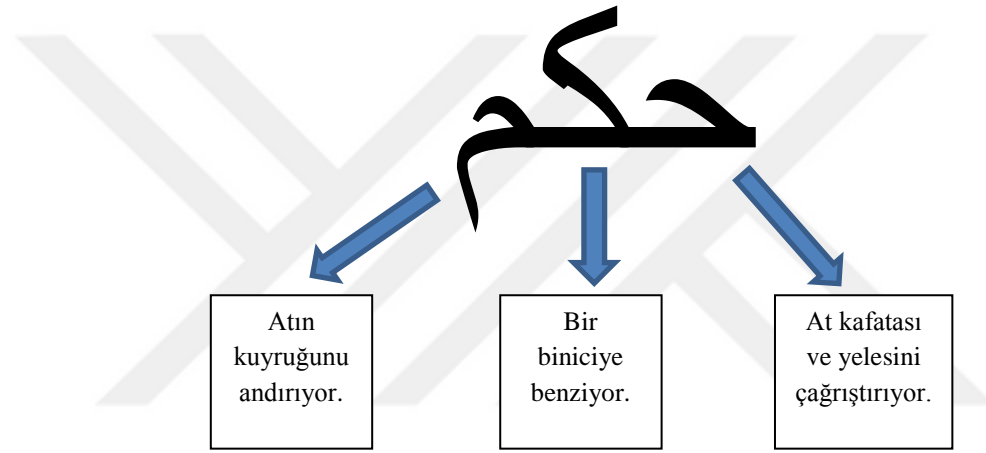 حكم
Atın
kuyruğunu
andırıyor.
Bir
biniciye
benziyor.
At kafatası
ve yelesini
çağrıştırıyor.